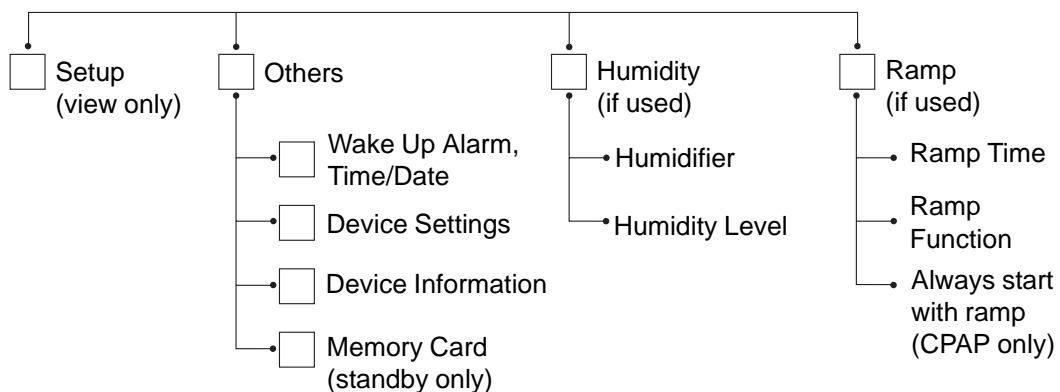 Setup
(view only)
Others
Wake Up Alarm,
Time/Date
Device Settings
Device Information
Memory Card
(standby only)
Humidity
(if used)
Humidifier
Humidity Level
Ramp
(if used)
Ramp Time
Ramp
Function
Always start
with ramp
(CPAP only)